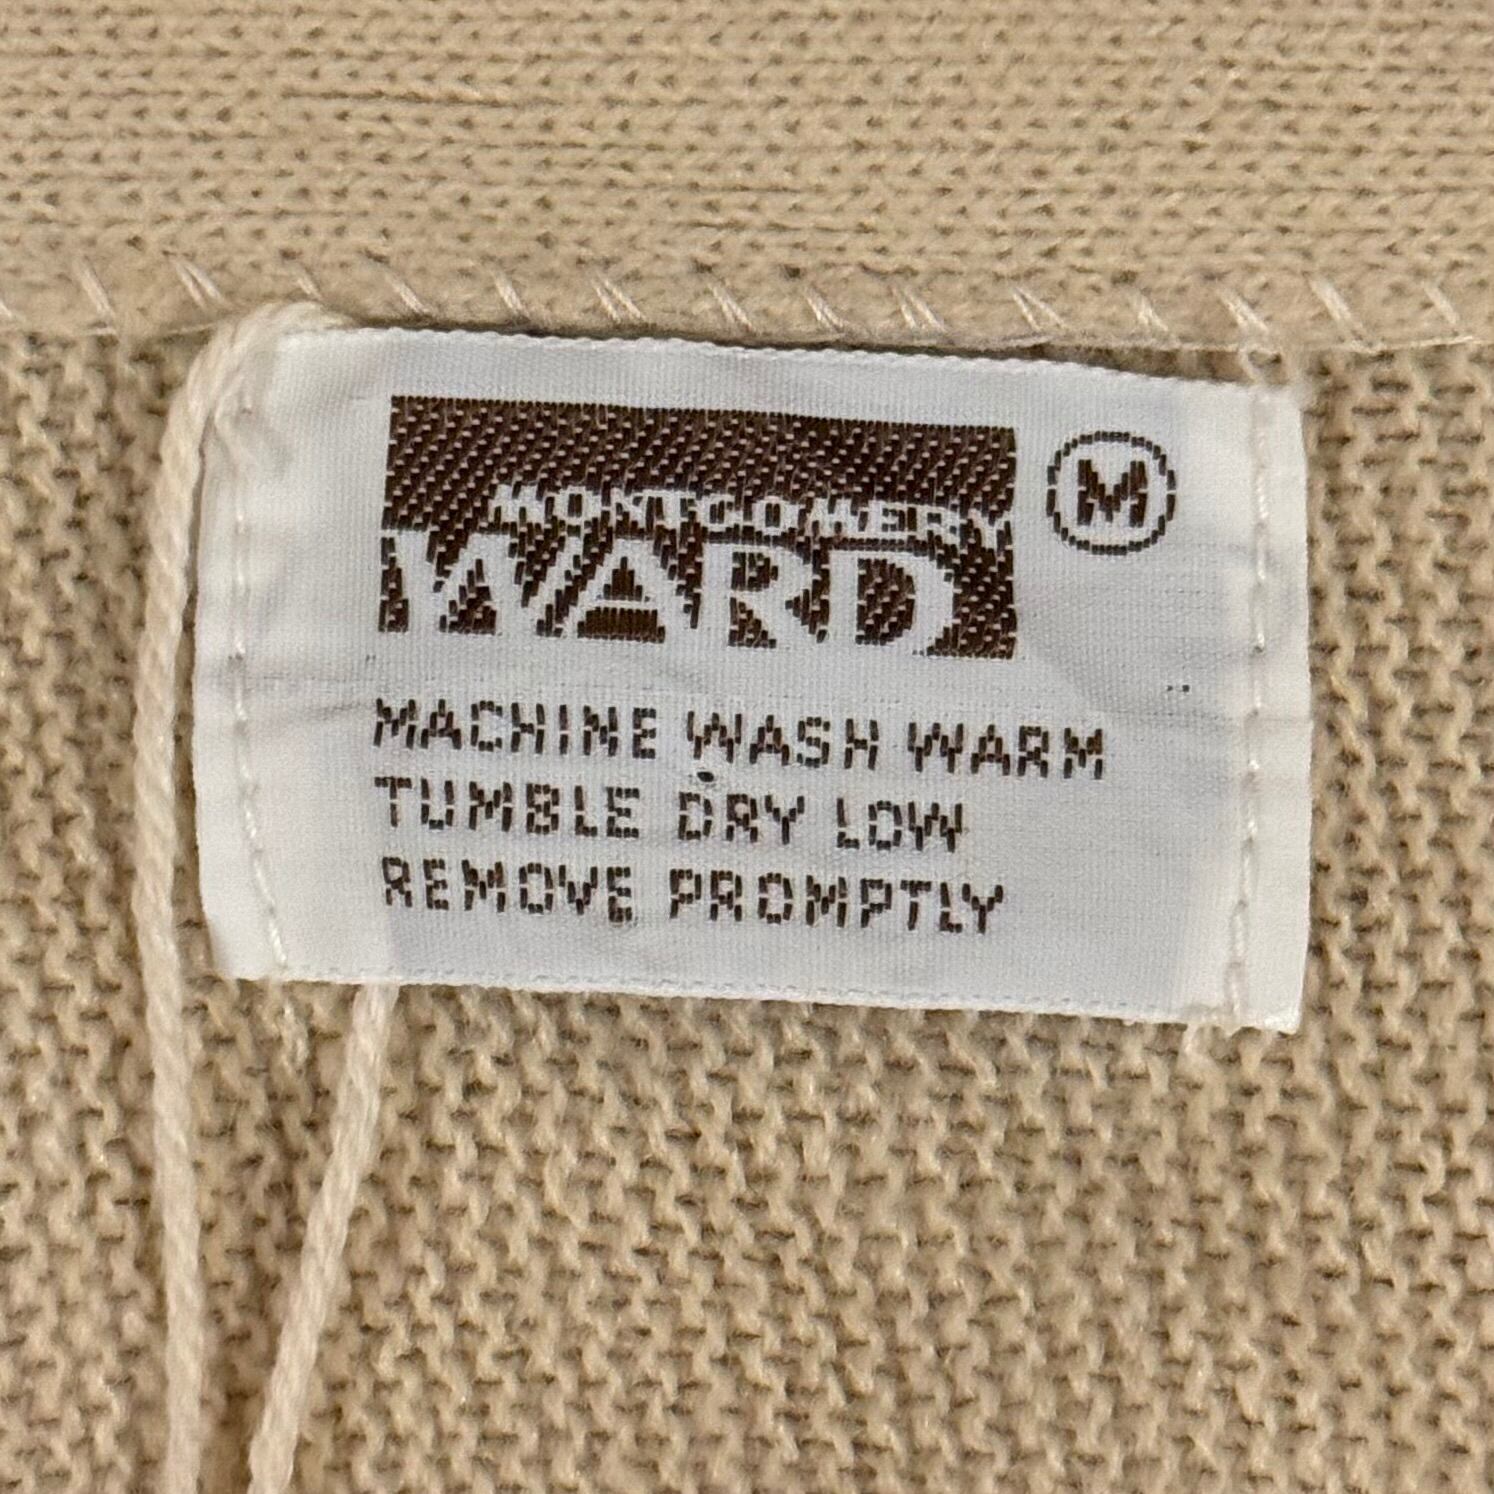 MONTGOMERY
WARD
M
MACHINE WASH WARM
TUMBLE DRY LOW
REMOVE PROMPTLY